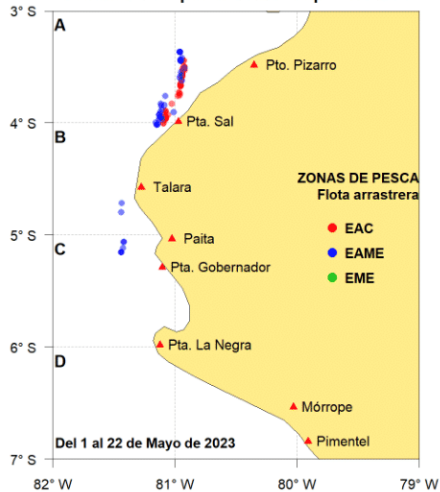 3° S
A
Pto. Pizarro
4° S
Pta. Sal
B
ZONAS DE PESCA
Flota arrastrera
Talara
EAC
5° S
Paita
C
EAME
Pta. Gobernador
EME
6° S
Pta. La Negra
D
Mórrope
Del 1 al 22 de Mayo de 2023
Pimentel
7° S
82° W
81° W
80° W
79° W